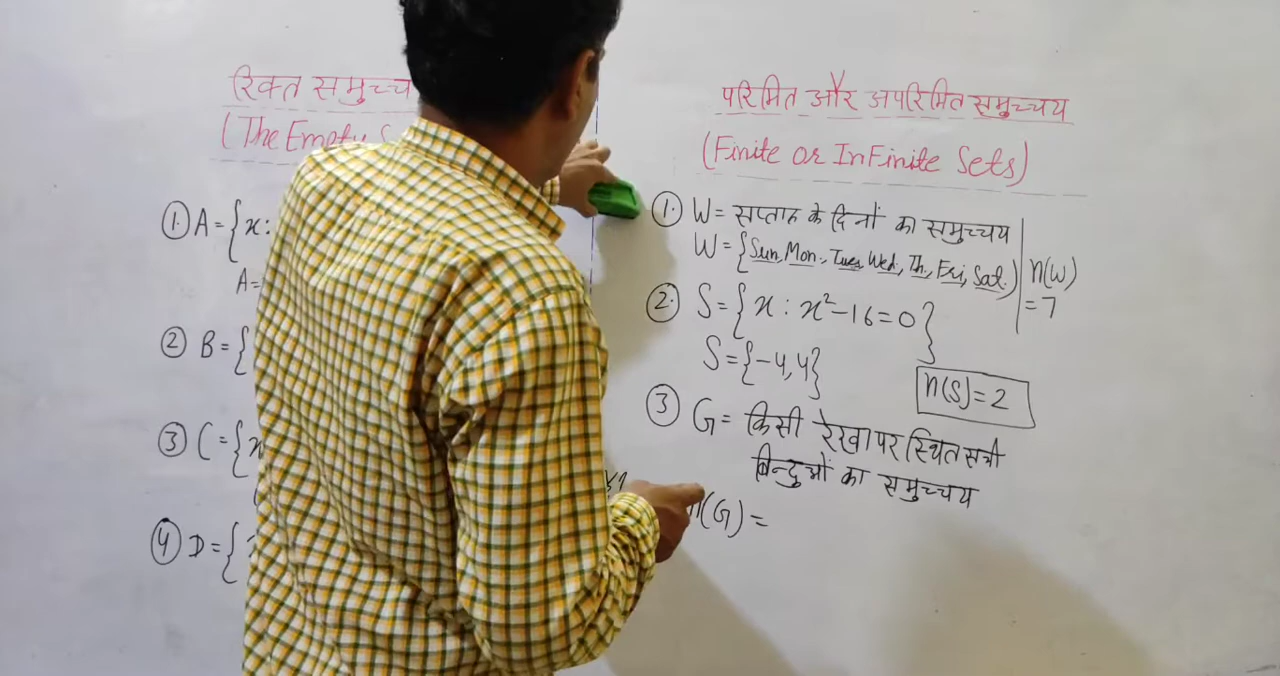 रिक्त समुच्च
(The Empty
① A={x:
A=
② B={
③ C={x
④ D={
परिमित और अपरिमित समुच्चय
(Finite or InFinite Sets)
①. W= सप्ताह के दिनों का समुच्चय
W={Sun, Mon., Tues, Wed., Th., Fri, Sat.)
n(W)
=7
②. S={x : x²-16=0}
S={-4,4}
n(S)=2
③ G= किसी रेखा पर स्थित सभी
बिन्दुओं का समुच्चय
n(G) =